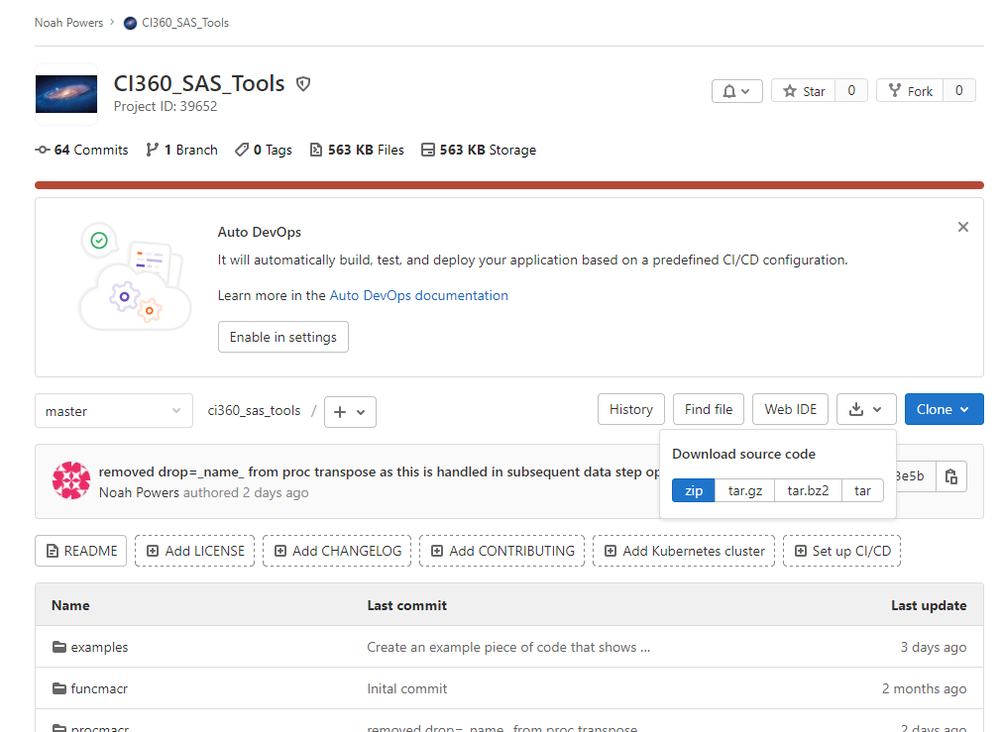 Noah Powers > CI360_SAS_Tools
CI360_SAS_Tools
Project ID: 39652
Star 0 Fork 0
64 Commits 1 Branch 0 Tags 563 KB Files 563 KB Storage
Auto DevOps
It will automatically build, test, and deploy your application based on a predefined CI/CD configuration.
Learn more in the Auto DevOps documentation
Enable in settings
master ci360_sas_tools / + History Find file Web IDE Clone
Download source code
zip tar.gz tar.bz2 tar
removed drop=_name_ from proc transpose as this is handled in subsequent data step op
Noah Powers authored 2 days ago
3e5b
README Add LICENSE Add CHANGELOG Add CONTRIBUTING Add Kubernetes cluster Set up CI/CD
Name Last commit Last update
examples Create an example piece of code that shows ... 3 days ago
funcmacr Inital commit 2 months ago
procmacr removed drop=_name_ from proc transpose 2 days ago